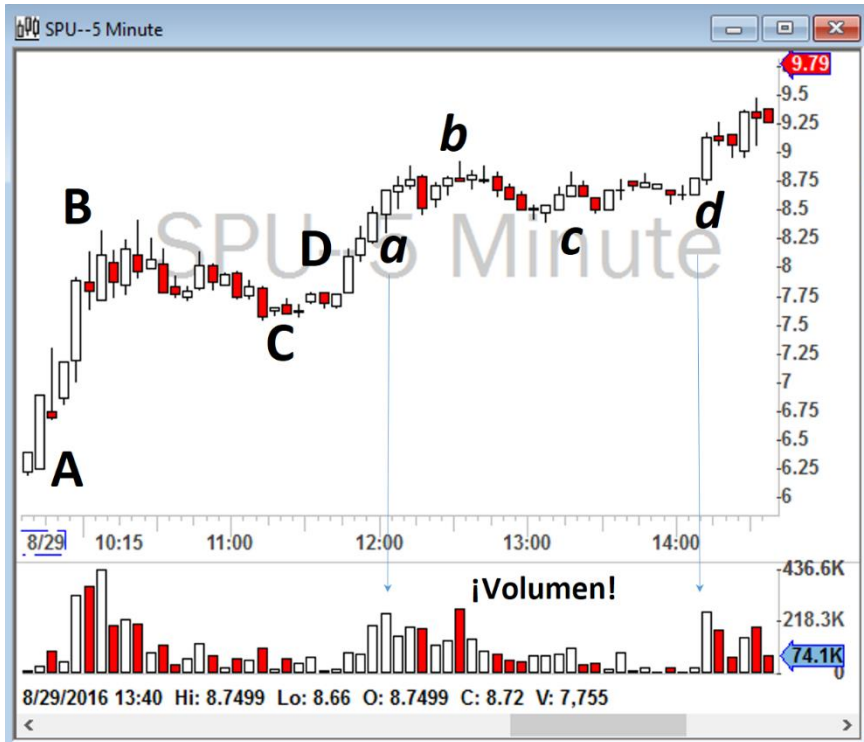 SPU--5 Minute
9.79
9.5
9.25
9
8.75
8.5
8.25
8
7.75
7.5
7.25
7
6.75
6.5
6.25
6
b
B
SPU--5 Minute
D
a
c
d
C
A
8/29 10:15 11:00 12:00 13:00 14:00
436.6K
¡Volumen!
218.3K
74.1K
0
8/29/2016 13:40 Hi: 8.7499 Lo: 8.66 O: 8.7499 C: 8.72 V: 7,755